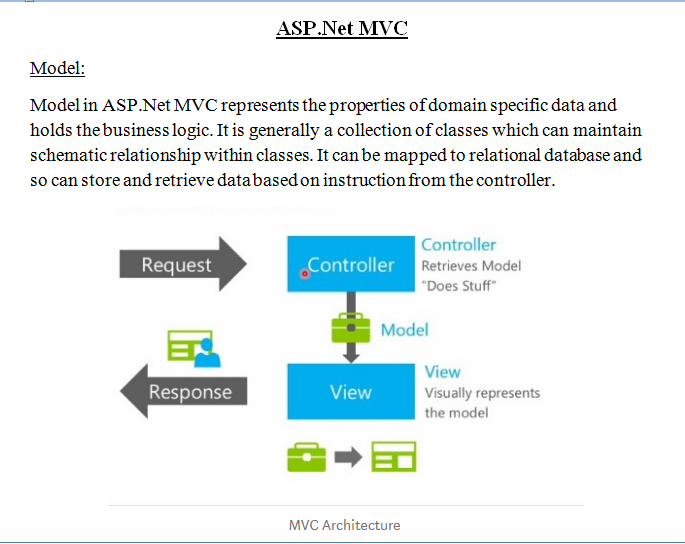 ASP.Net MVC
Model:
Model in ASP.Net MVC represents the properties of domain specific data and
holds the business logic. It is generally a collection of classes which can maintain
schematic relationship within classes. It can be mapped to relational database and
so can store and retrieve data based on instruction from the controller.
Request
Controller
Controller
Retrieves Model
"Does Stuff"
Model
Response
View
View
Visually represents
the model
MVC Architecture